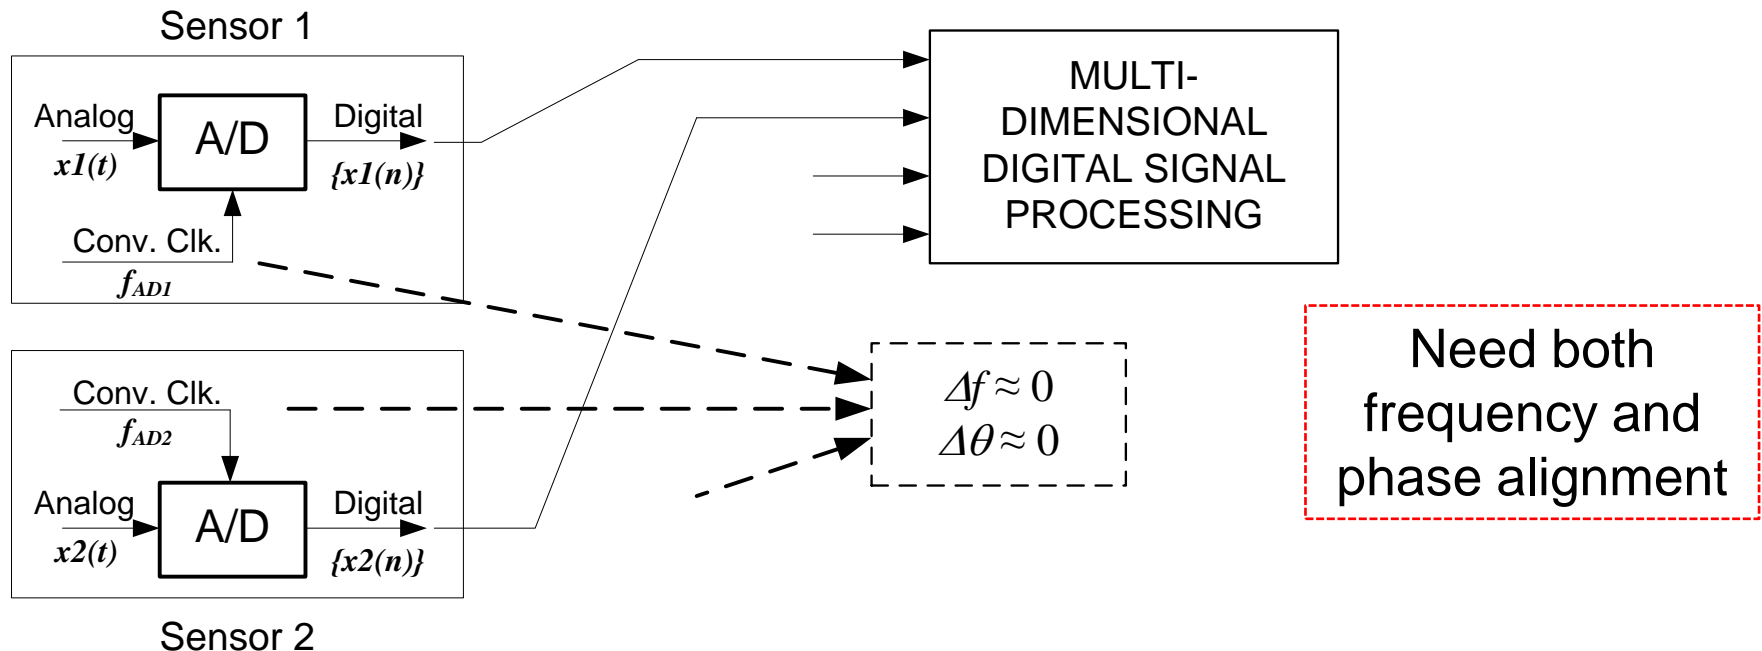 Sensor 1
Analog
x1(t)
A/D
Digital
{x1(n)}
Conv. Clk.
fAD1
MULTI-
DIMENSIONAL
DIGITAL SIGNAL
PROCESSING
Conv. Clk.
fAD2
Analog
x2(t)
A/D
Digital
{x2(n)}
Sensor 2
Δf ≈ 0
Δθ ≈ 0
Need both
frequency and
phase alignment